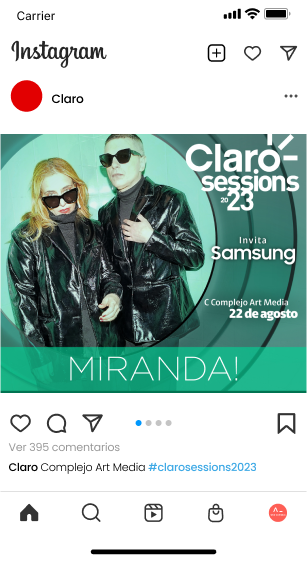 Carrier
Instagram
Claro
Claro-
sessions
20
23
Invita
Samsung
C Complejo Art Media
22 de agosto
MIRANDA!
Ver 395 comentarios
Claro Complejo Art Media #clarosessions2023